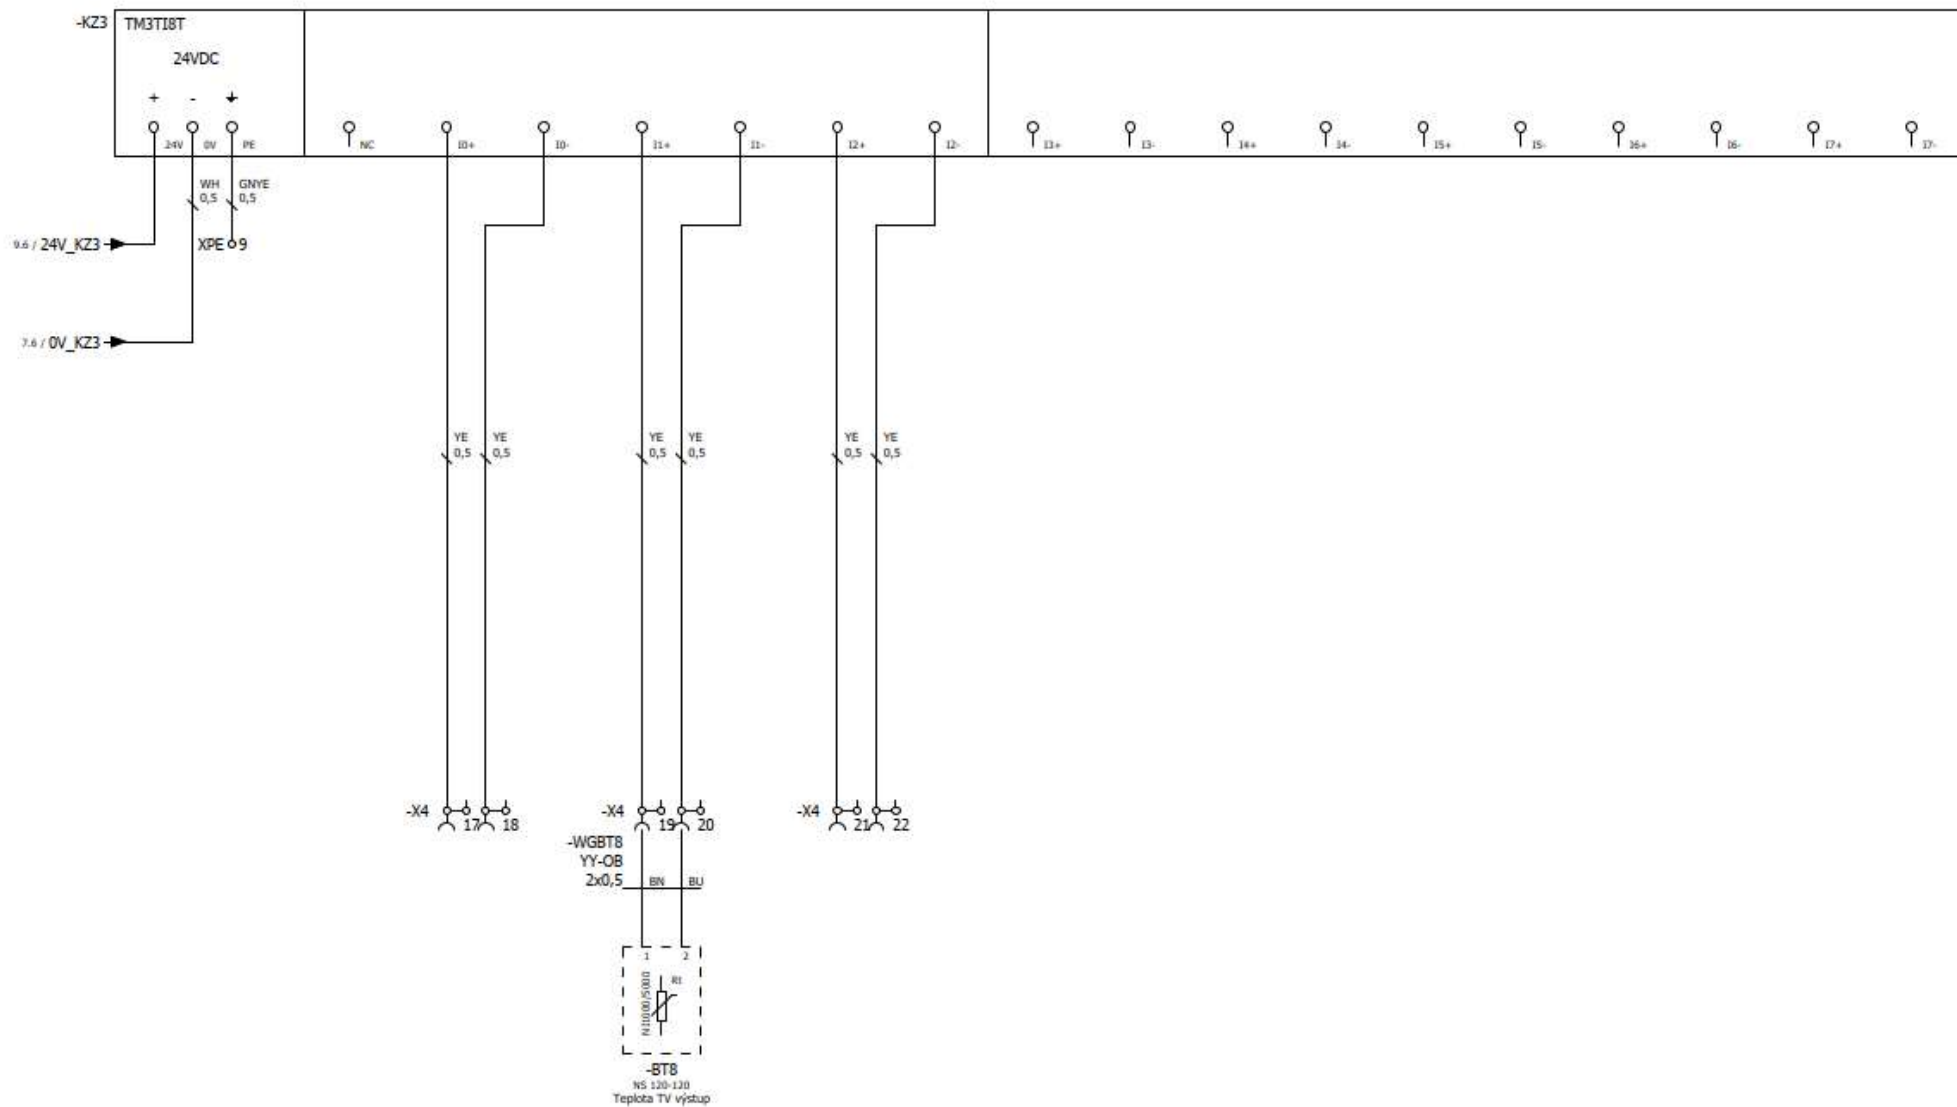 -KZ3
TM3TI8T
24VDC
+ -
24V 0V PE
NC I0+ I0- I1+ I1- I2+ I2- I3+ I3- I4+ I4- I5+ I5- I6+ I6- I7+ I7-
WH GNYE
0,5 0,5
9.6 / 24V_KZ3
XPE 9
7.6 / 0V_KZ3
YE YE YE YE YE YE
0,5 0,5 0,5 0,5 0,5 0,5
-X4 17 18 -X4 19 20 -X4 21 22
-WGBT8
YY-OB
2x0,5 BN BU
1 2
Rt
NI1000/5000
-BT8
NS 120-120
Teplota TV výstup